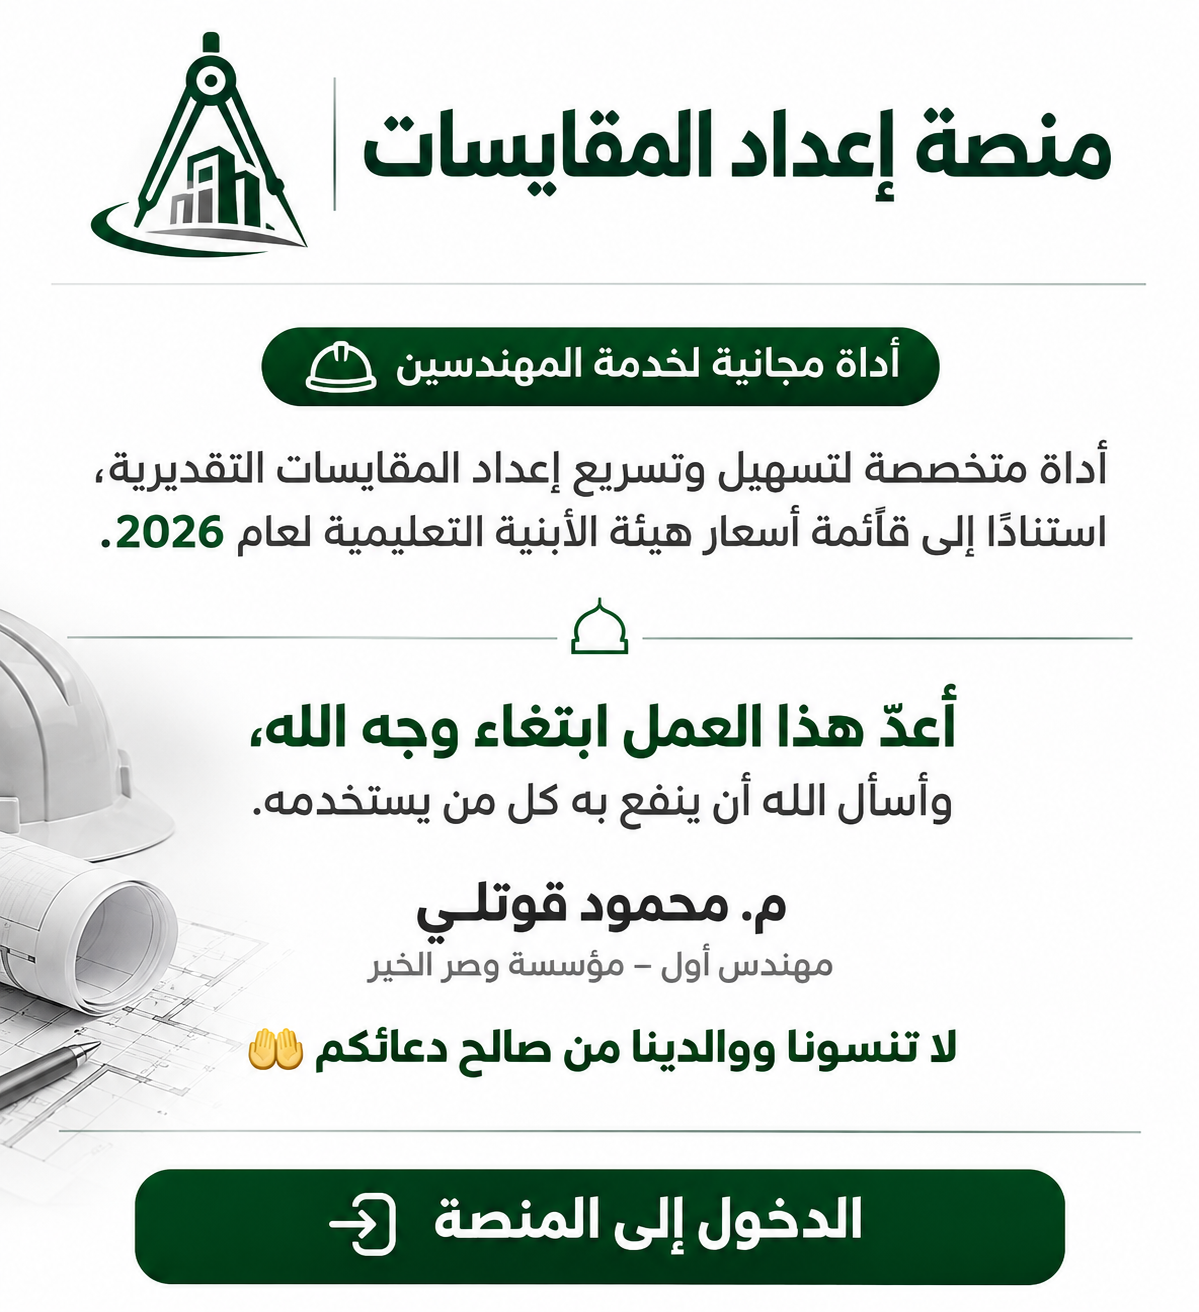 منصة إعداد المقايسات
أداة مجانية لخدمة المهندسين
أداة متخصصة لتسهيل وتسريع إعداد المقايسات التقديرية،
استنادًا إلى قاًئمة أسعار هيئة الأبنية التعليمية لعام 2026.
أعدّ هذا العمل ابتغاء وجه الله،
وأسأل الله أن ينفع به كل من يستخدمه.
م. محمود قوتلـي
مهندس أول – مؤسسة وصر الخير
لا تنسونا ووالدينا من صالح دعائكم 🤲
الدخول إلى المنصة